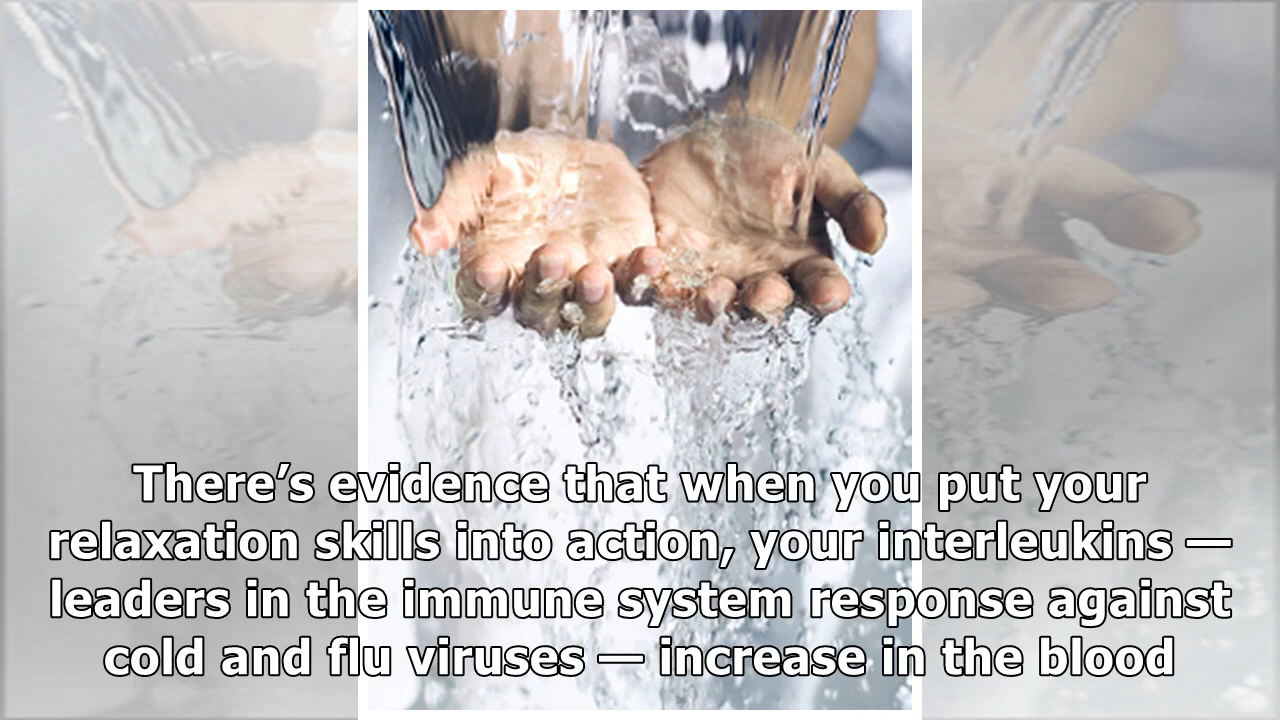 There’s evidence that when you put your
relaxation skills into action, your interleukins —
leaders in the immune system response against
cold and flu viruses — increase in the blood